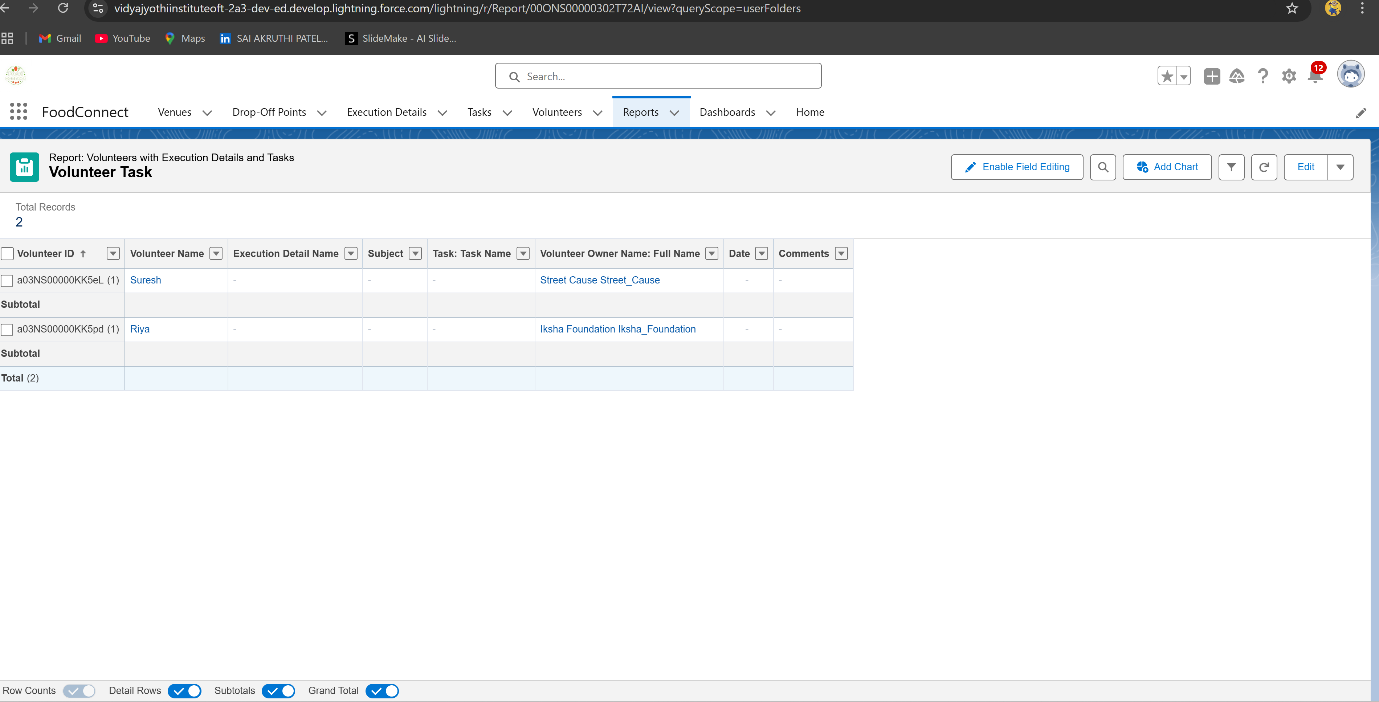 vidyajyothiinstituteoft-2a3-dev-ed.develop.lightning.force.com/lightning/r/Report/00ONS00000302T72AI/view?queryScope=userFolders
Gmail YouTube Maps SAI AKRUTHI PATEL... S SlideMake - AI Slide...
Search...
12
FoodConnect Venues Drop-Off Points Execution Details Tasks Volunteers Reports Dashboards Home
Report: Volunteers with Execution Details and Tasks
Volunteer Task
Enable Field Editing Add Chart Edit
Total Records
2
Volunteer ID ↑ Volunteer Name Execution Detail Name Subject Task: Task Name Volunteer Owner Name: Full Name Date Comments
a03NS00000KK5eL (1) Suresh - - - Street Cause Street_Cause - -
Subtotal
a03NS00000KK5pd (1) Riya - - - Iksha Foundation Iksha_Foundation - -
Subtotal
Total (2)
Row Counts Detail Rows Subtotals Grand Total